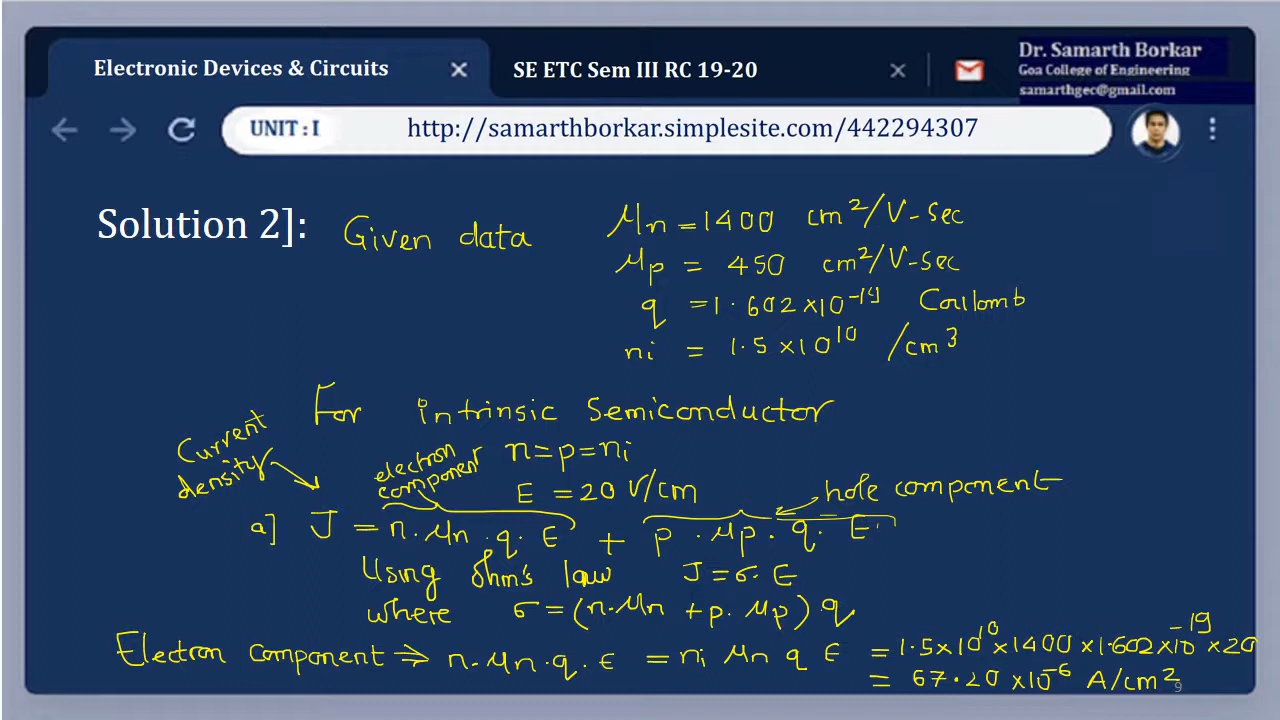 Electronic Devices & Circuits
SE ETC Sem III RC 19-20
Dr. Samarth Borkar
Goa College of Engineering
samarthgec@gmail.com
UNIT : I
http://samarthborkar.simplesite.com/442294307
Solution 2]: Given data
μn = 1400 cm²/V-sec
μp = 450 cm²/V-sec
q = 1.602×10⁻¹⁹ Coulomb
ni = 1.5×10¹⁰ /cm³
For intrinsic semiconductor
n=p=ni
E = 20 V/cm
Current density
electron component
hole component
a] J = n.μn.q.E + p.μp.q.E.
Using ohm's law J=σ.E
where σ=(n.μn +p.μp) q
Electron component ⇒ n.μn.q.E = ni μn q E = 1.5×10¹⁰×1400×1.602×10⁻¹⁹×20
= 67.20×10⁻⁶ A/cm²
9